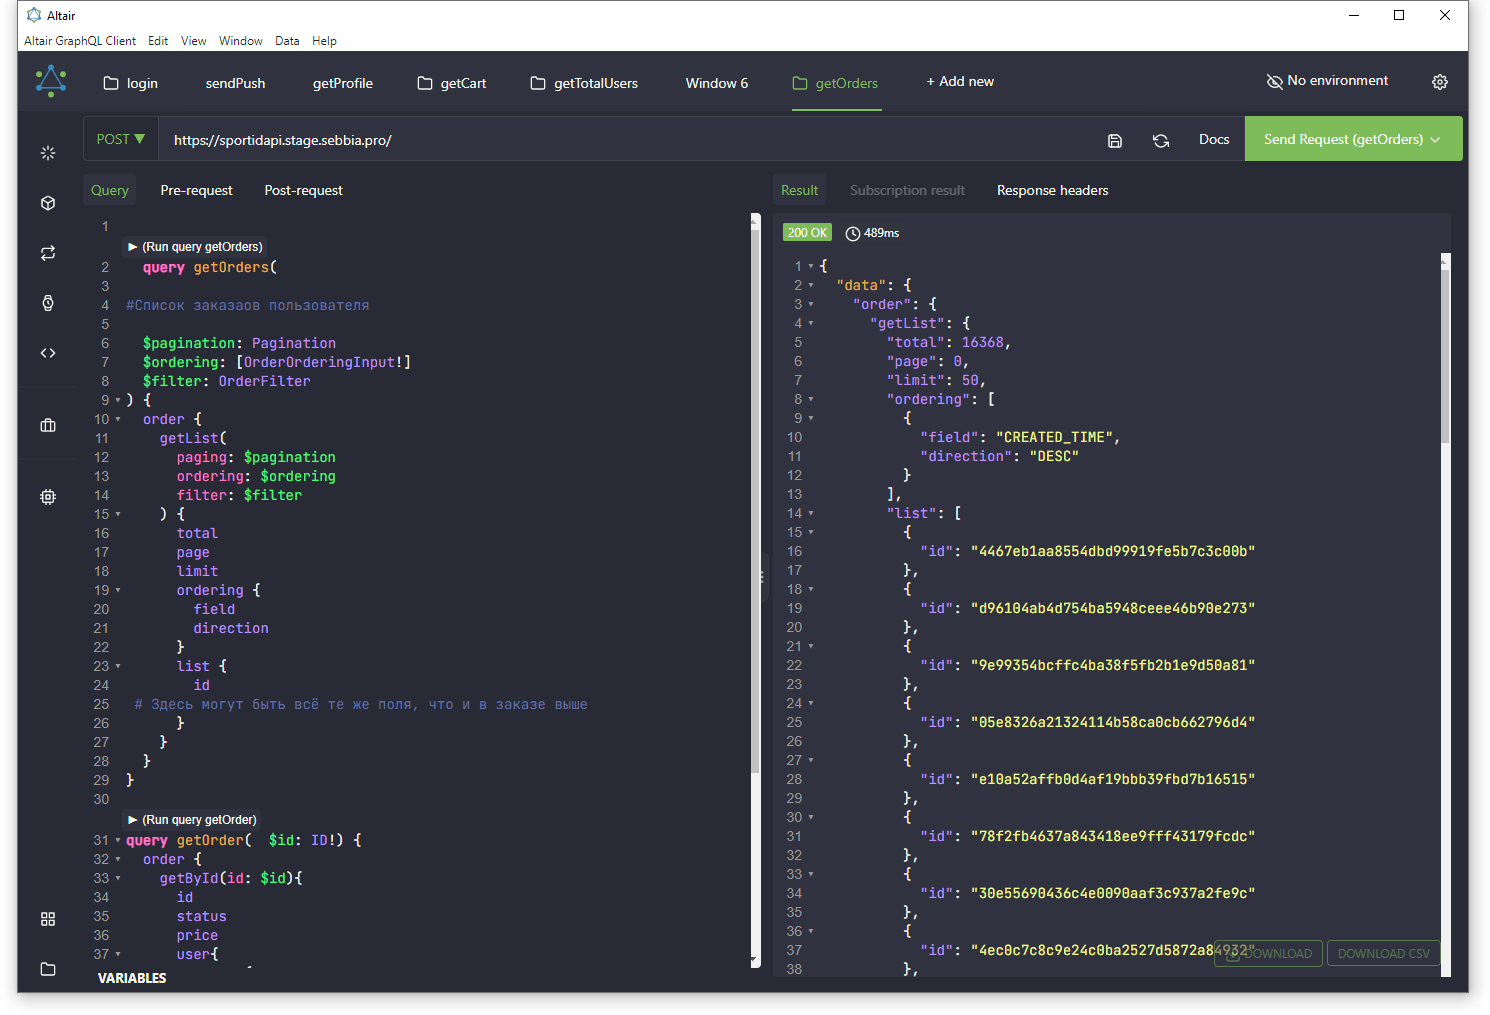 Altair
Altair GraphQL Client Edit View Window Data Help
login sendPush getProfile getCart getTotalUsers Window 6 getOrders + Add new No environment
POST ▼ https://sportidapi.stage.sebbia.pro/ Docs Send Request (getOrders)
Query Pre-request Post-request
1
▶ (Run query getOrders)
2 query getOrders(
3
4 #Список заказаов пользователя
5
6 $pagination: Pagination
7 $ordering: [OrderOrderingInput!]
8 $filter: OrderFilter
9 ) {
10 order {
11 getList(
12 paging: $pagination
13 ordering: $ordering
14 filter: $filter
15 ) {
16 total
17 page
18 limit
19 ordering {
20 field
21 direction
22 }
23 list {
24 id
25 # Здесь могут быть всё те же поля, что и в заказе выше
26 }
27 }
28 }
29 }
30
▶ (Run query getOrder)
31 query getOrder( $id: ID!) {
32 order {
33 getById(id: $id){
34 id
35 status
36 price
37 user{
VARIABLES
Result Subscription result Response headers
200 OK 489ms
1 {
2 "data": {
3 "order": {
4 "getList": {
5 "total": 16368,
6 "page": 0,
7 "limit": 50,
8 "ordering": [
9 {
10 "field": "CREATED_TIME",
11 "direction": "DESC"
12 }
13 ],
14 "list": [
15 {
16 "id": "4467eb1aa8554dbd99919fe5b7c3c00b"
17 },
18 {
19 "id": "d96104ab4d754ba5948ceee46b90e273"
20 },
21 {
22 "id": "9e99354bcffc4ba38f5fb2b1e9d50a81"
23 },
24 {
25 "id": "05e8326a21324114b58ca0cb662796d4"
26 },
27 {
28 "id": "e10a52affb0d4af19bbb39fbd7b16515"
29 },
30 {
31 "id": "78f2fb4637a843418ee9fff43179fcdc"
32 },
33 {
34 "id": "30e55690436c4e0090aaf3c937a2fe9c"
35 },
36 {
37 "id": "4ec0c7c8c9e24c0ba2527d5872a84932"
38 },
DOWNLOAD DOWNLOAD CSV